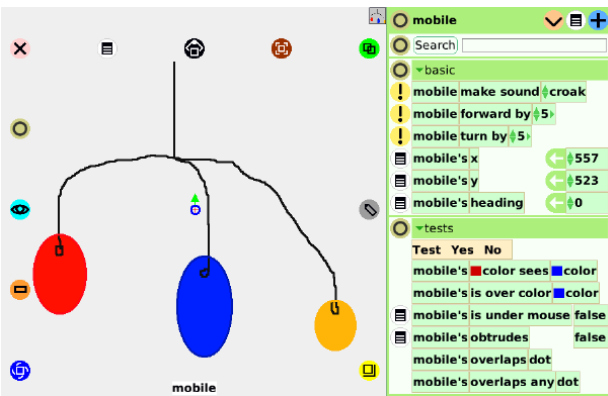 mobile
Search
basic
mobile make sound croak
mobile forward by 5
mobile turn by 5
mobile's x 557
mobile's y 523
mobile's heading 0
tests
Test Yes No
mobile's color sees color
mobile's is over color color
mobile's is under mouse false
mobile's obtrudes false
mobile's overlaps dot
mobile's overlaps any dot
mobile